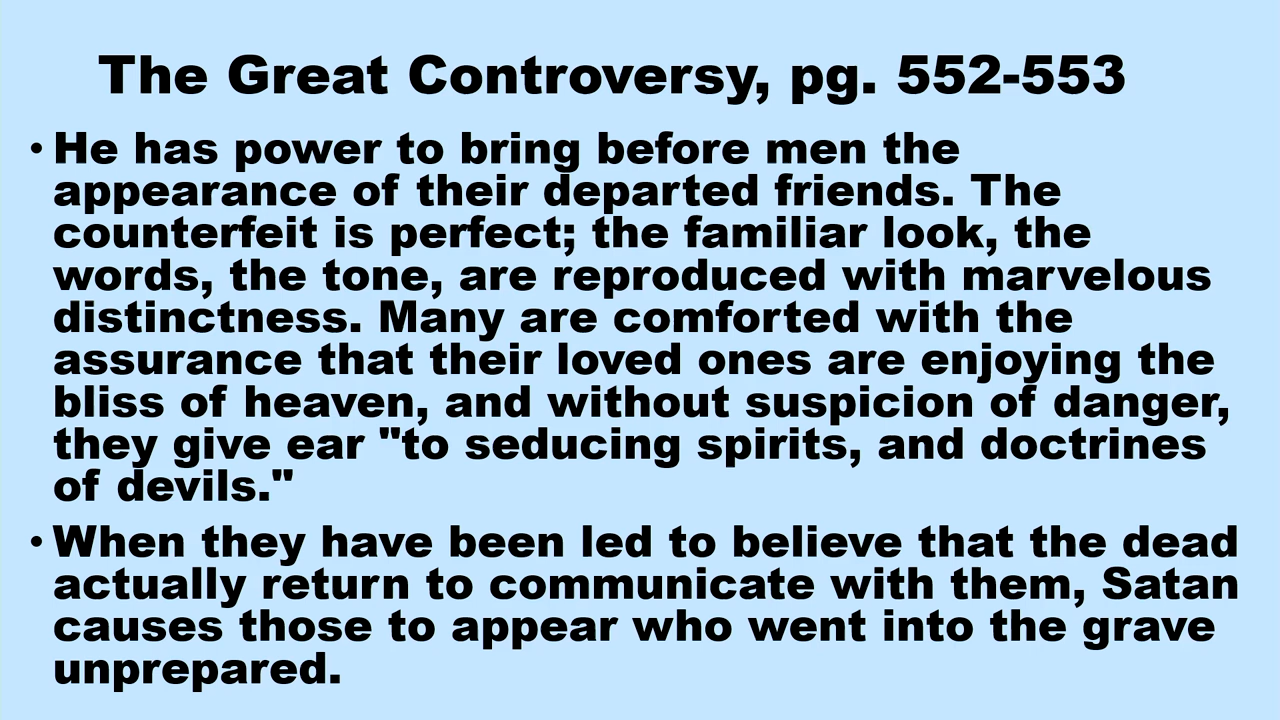 The Great Controversy, pg. 552-553
• He has power to bring before men the
appearance of their departed friends. The
counterfeit is perfect; the familiar look, the
words, the tone, are reproduced with marvelous
distinctness. Many are comforted with the
assurance that their loved ones are enjoying the
bliss of heaven, and without suspicion of danger,
they give ear "to seducing spirits, and doctrines
of devils."
• When they have been led to believe that the dead
actually return to communicate with them, Satan
causes those to appear who went into the grave
unprepared.